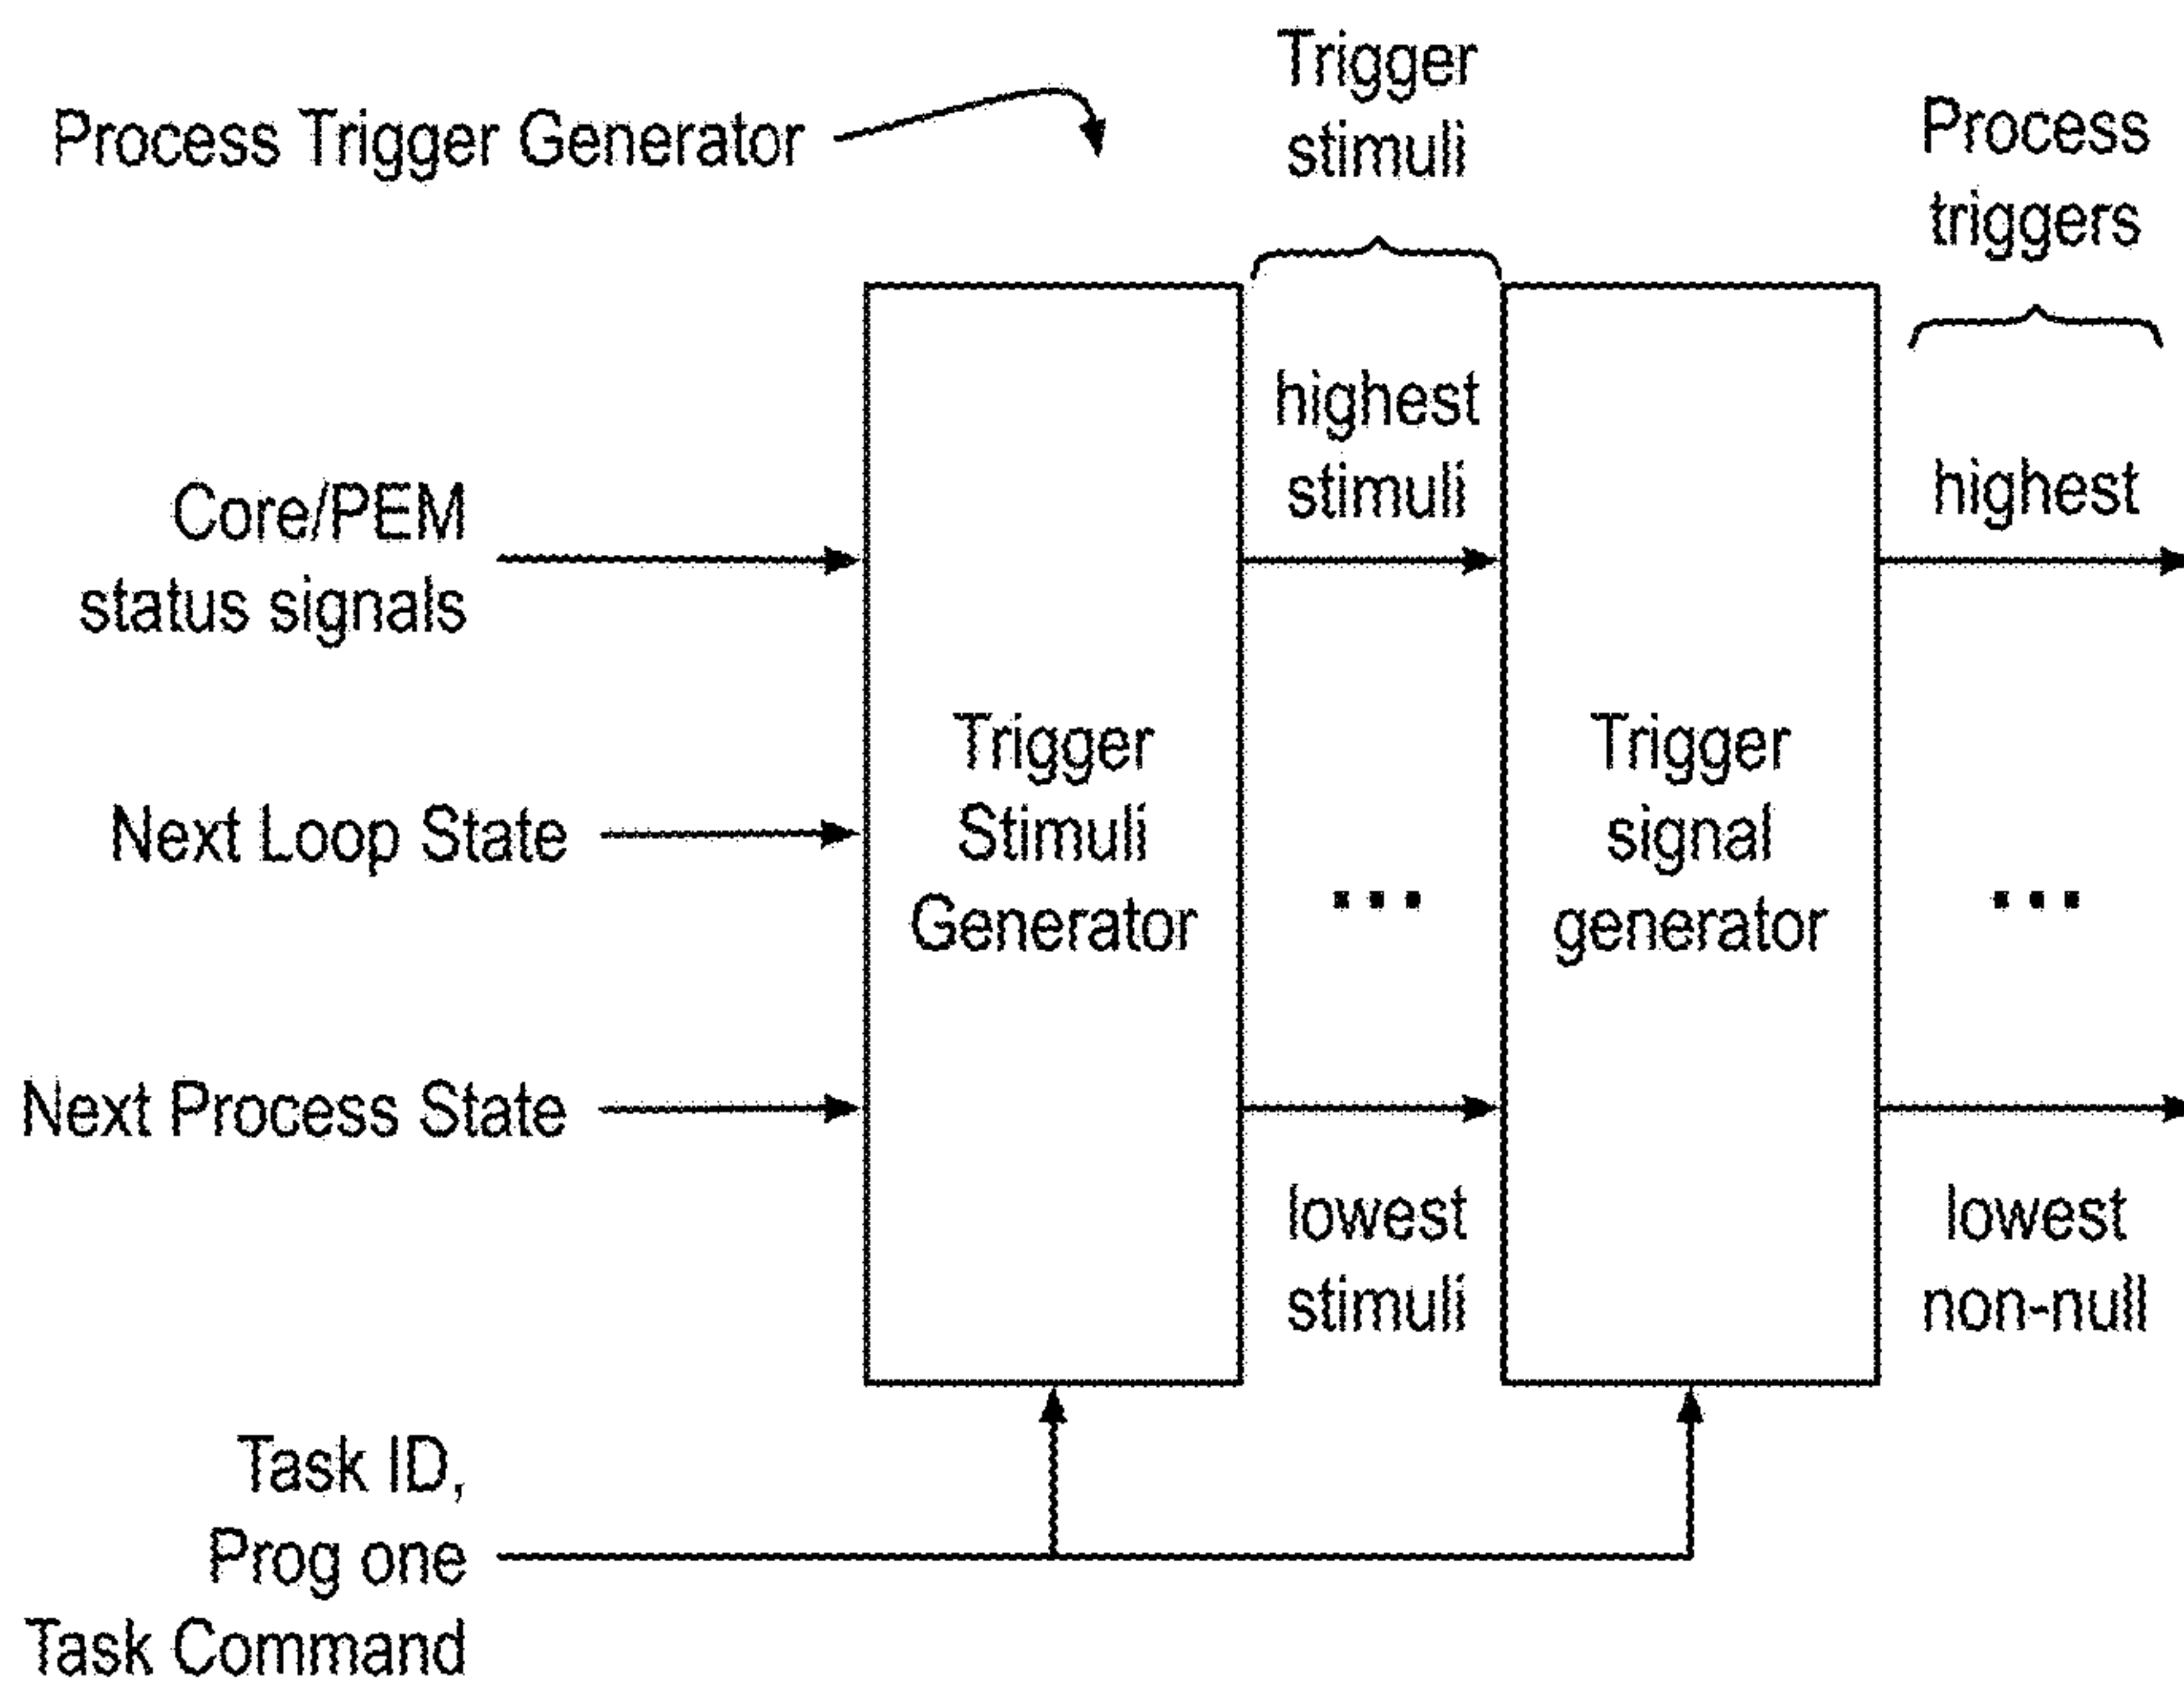 Process Trigger Generator
Trigger
stimuli
Process
triggers
Core/PEM
status signals
Next Loop State
Next Process State
Task ID,
Prog one
Task Command
Trigger
Stimuli
Generator
highest
stimuli
...
lowest
stimuli
Trigger
signal
generator
highest
...
lowest
non-null